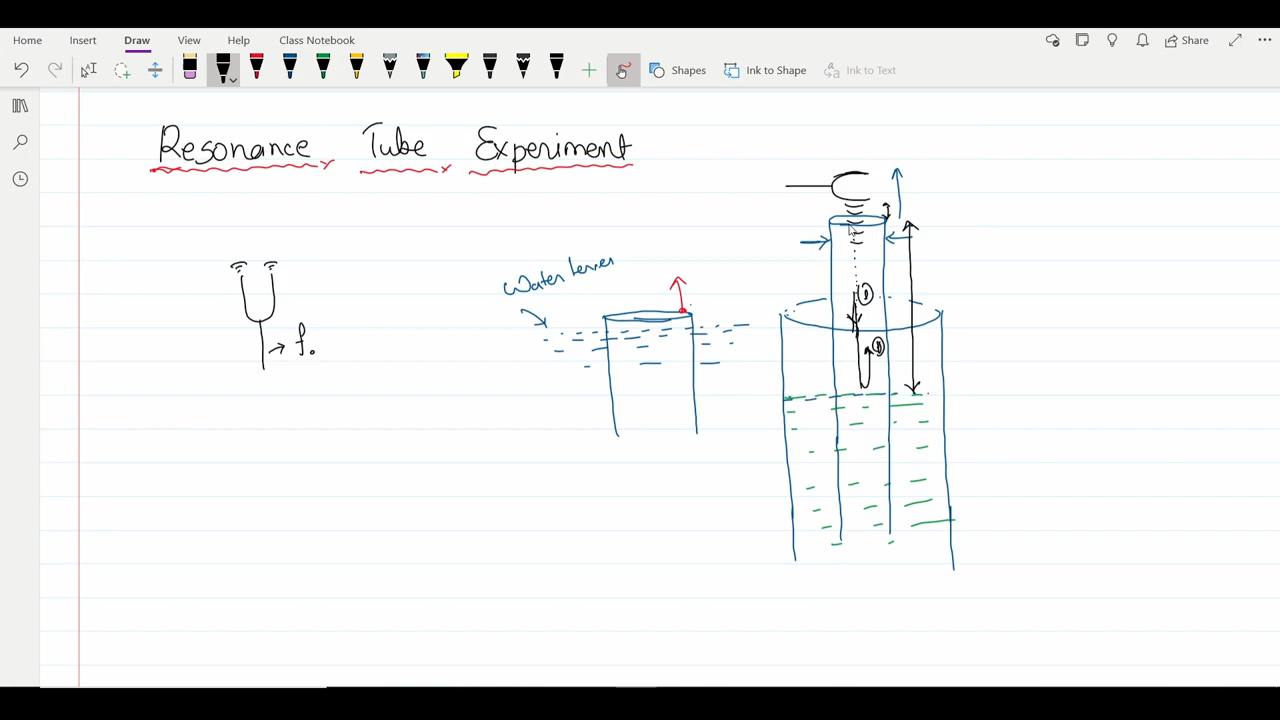 Home Insert Draw View Help Class Notebook Share
Shapes Ink to Shape Ink to Text
Resonance Tube Experiment
Water
f₀